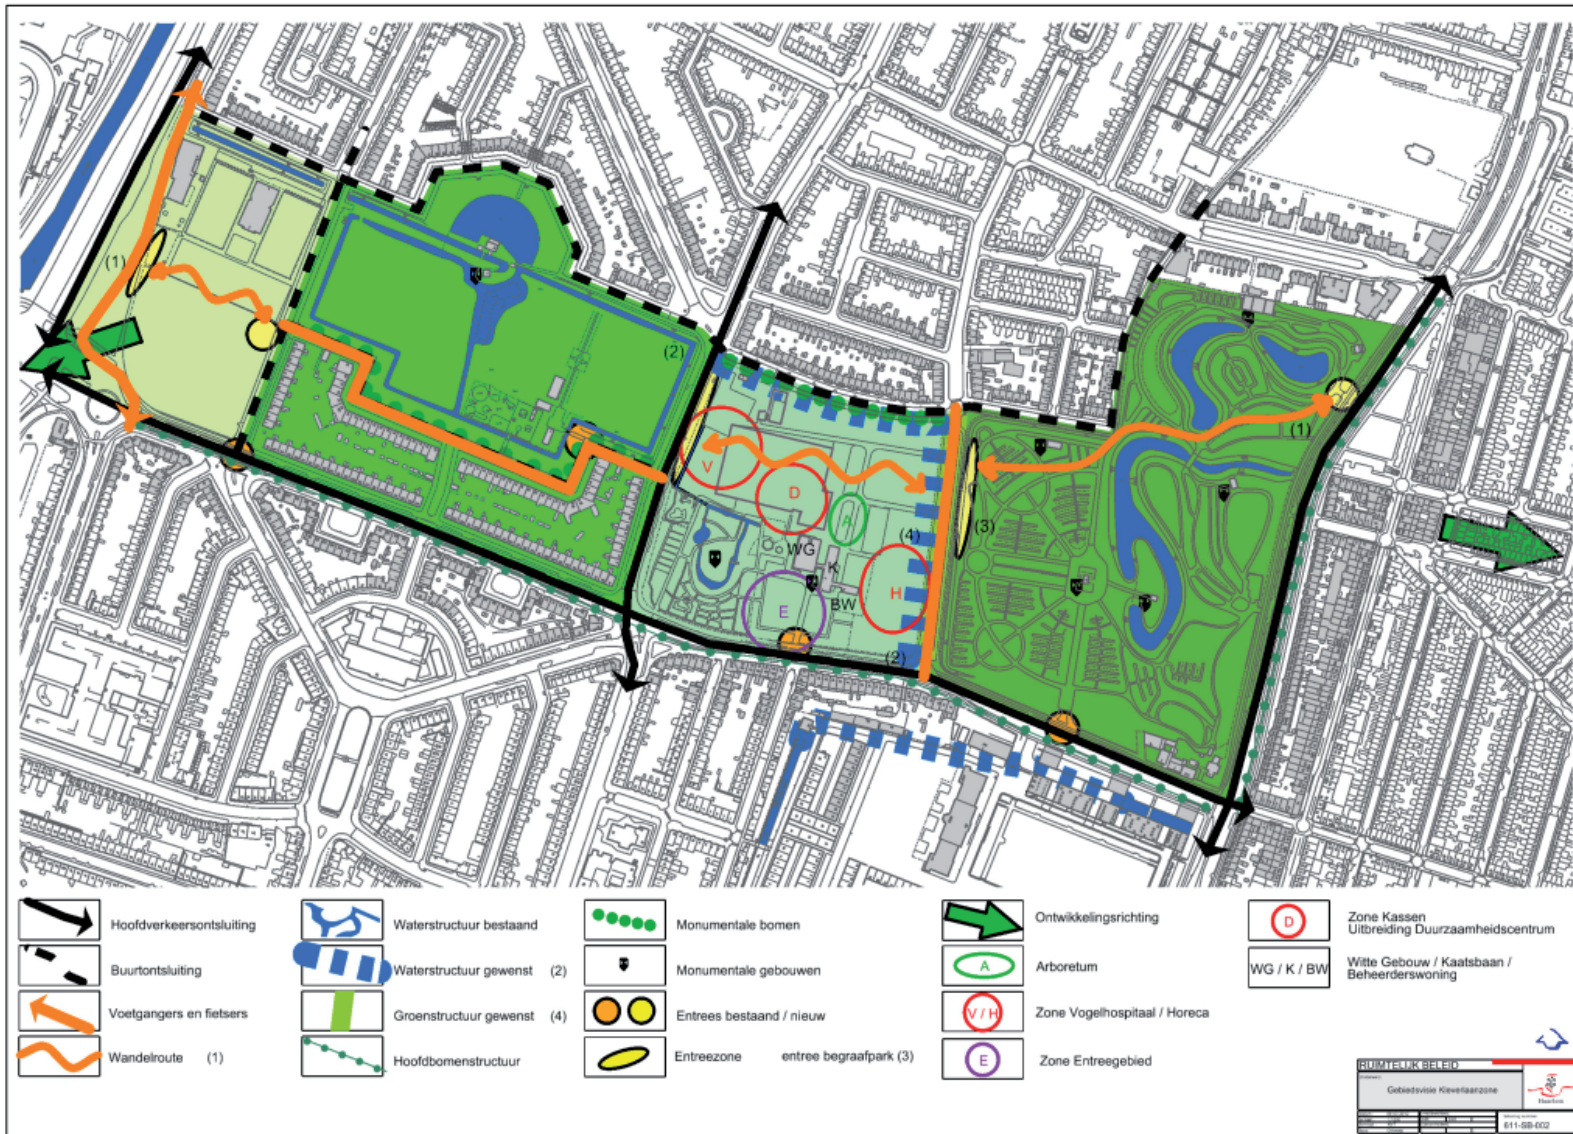 (1)
(2)
V
D
A
(4)
WG
K
BW
E
H
(2)
(3)
(1)
Hoofdverkeersontsluiting
Buurtontsluiting
Voetgangers en fietsers
Wandelroute (1)
Waterstructuur bestaand
Waterstructuur gewenst (2)
Groenstructuur gewenst (4)
Hoofdbomenstructuur
Monumentale bomen
Monumentale gebouwen
Entrees bestaand / nieuw
Entreezone entree begraafpark (3)
Ontwikkelingsrichting
A Arboretum
V / H Zone Vogelhospitaal / Horeca
E Zone Entreegebied
D Zone Kassen
Uitbreiding Duurzaamheidscentrum
WG / K / BW Witte Gebouw / Kaatsbaan /
Beheerderswoning
RUIMTELIJK BELEID
Gebiedsvisie Kleverlaanzone
Haarlem
611-SB-002